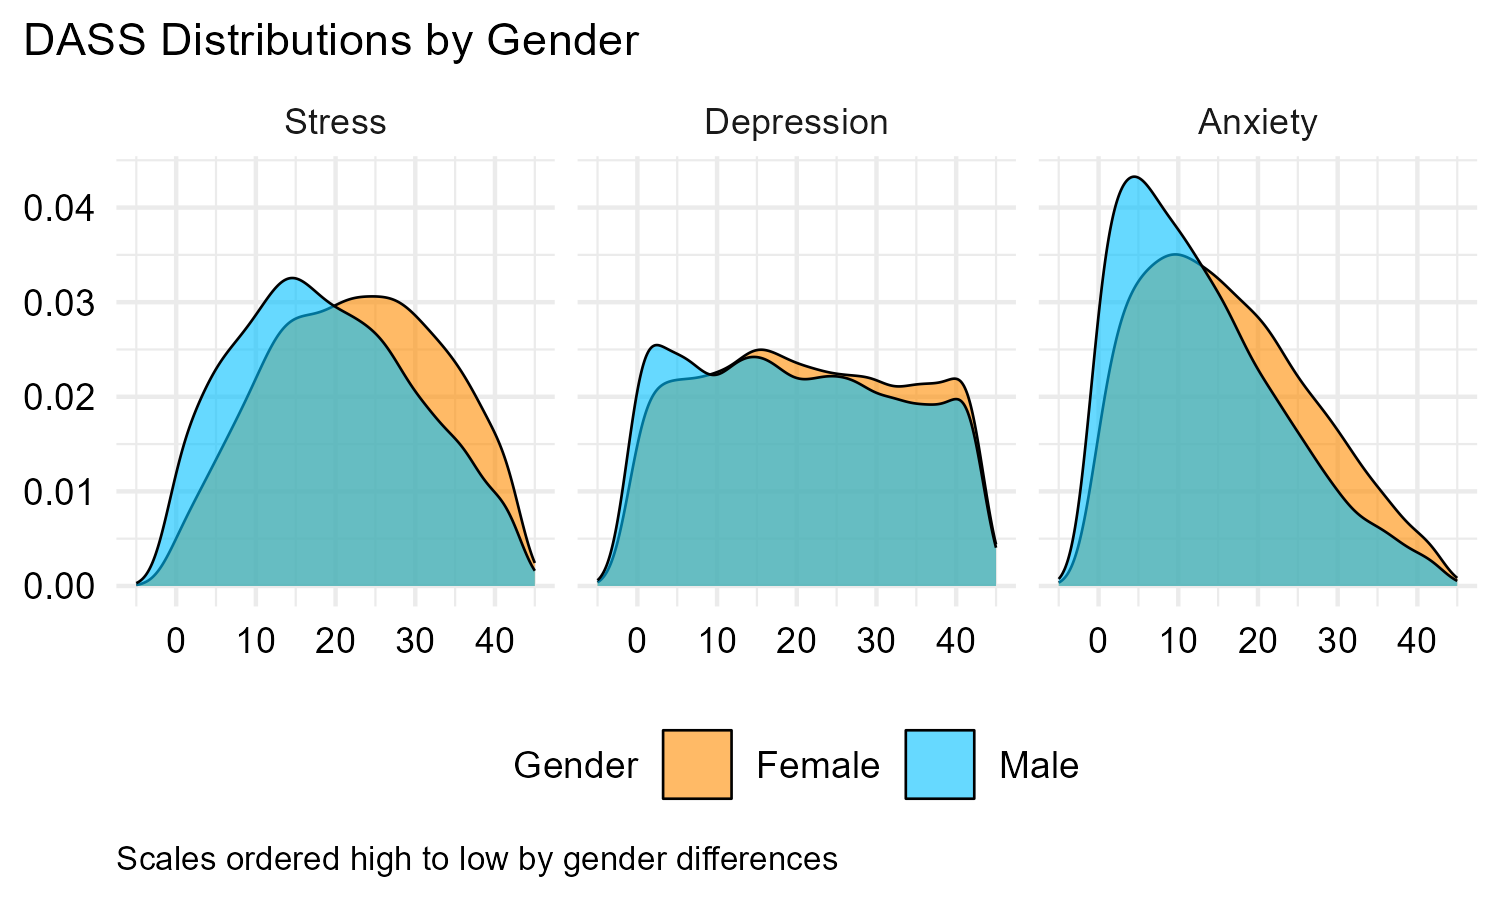 DASS Distributions by Gender
Stress Depression Anxiety
0.04
0.03
0.02
0.01
0.00
0 10 20 30 40 0 10 20 30 40 0 10 20 30 40
Gender Female Male
Scales ordered high to low by gender differences